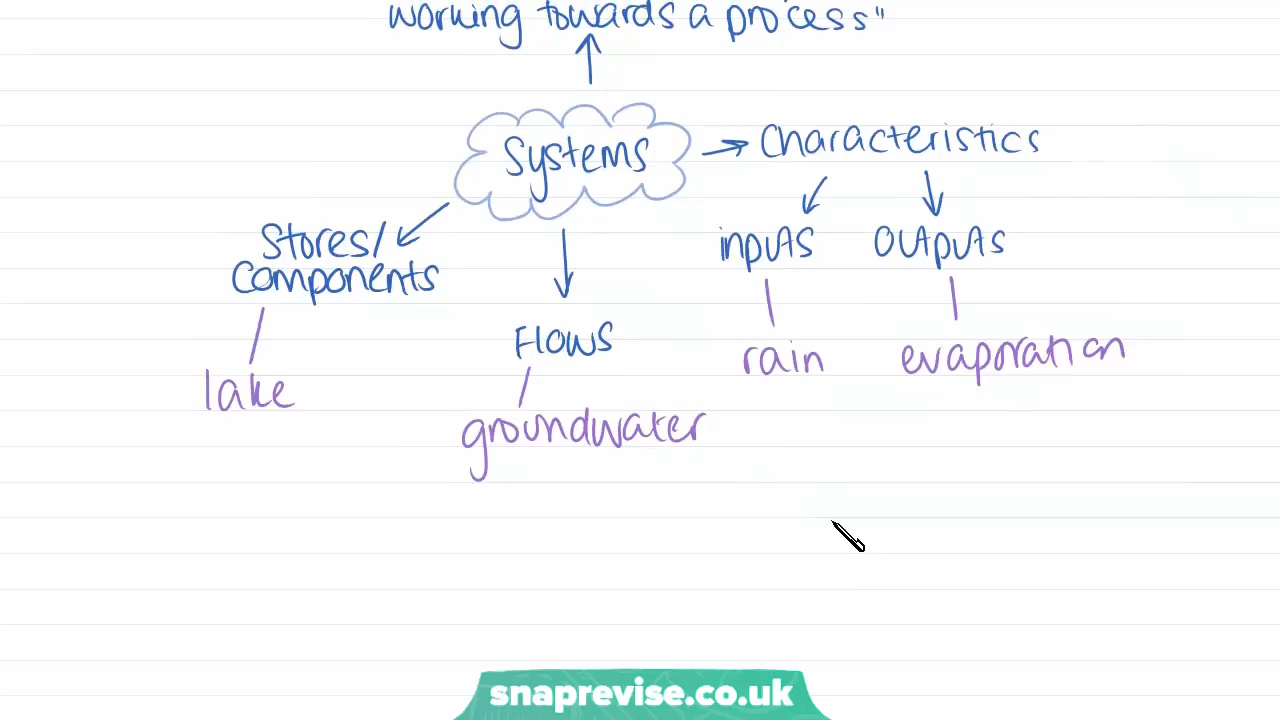 working towards a process"
Systems
Characteristics
Stores/
Components
inputs
Outputs
Flows
rain
evaporation
lake
groundwater
snaprevise.co.uk